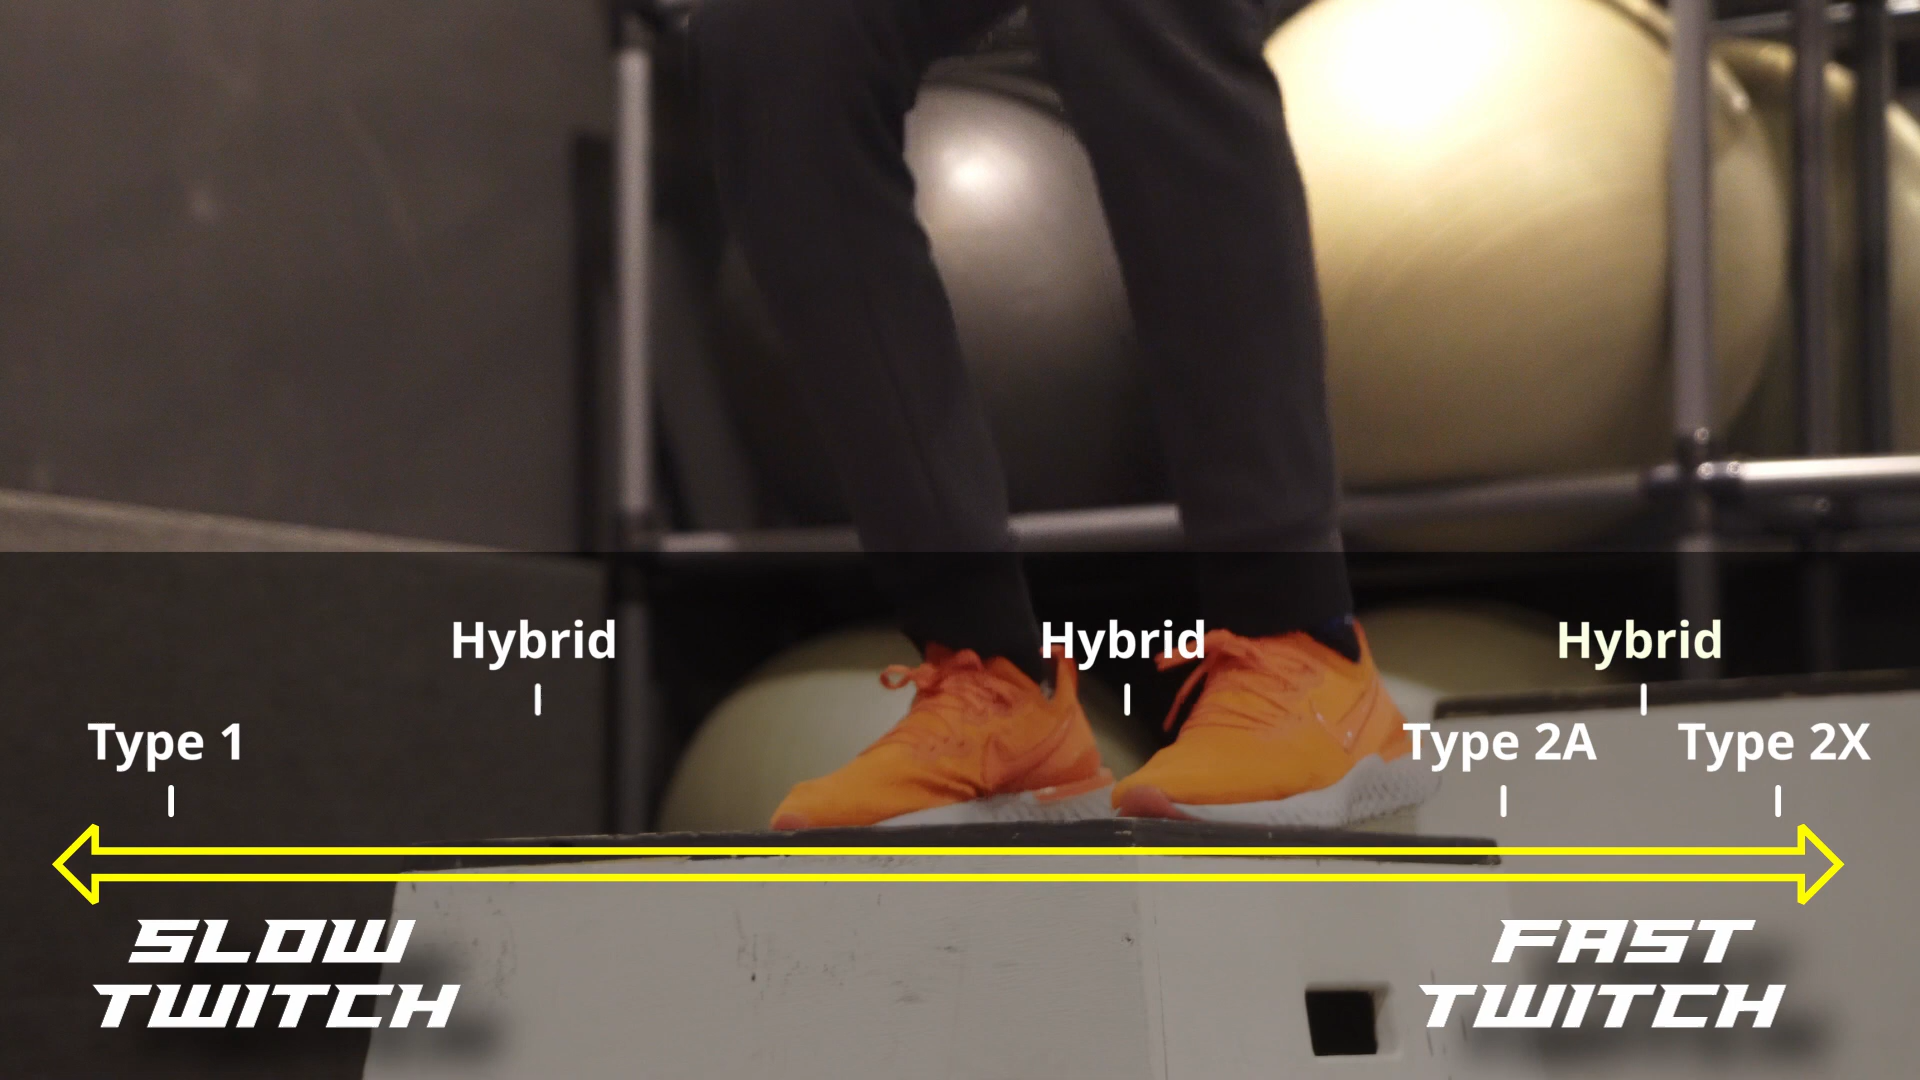 Hybrid Hybrid Hybrid
Type 1 Type 2A Type 2X
SLOW FAST
TWITCH TWITCH